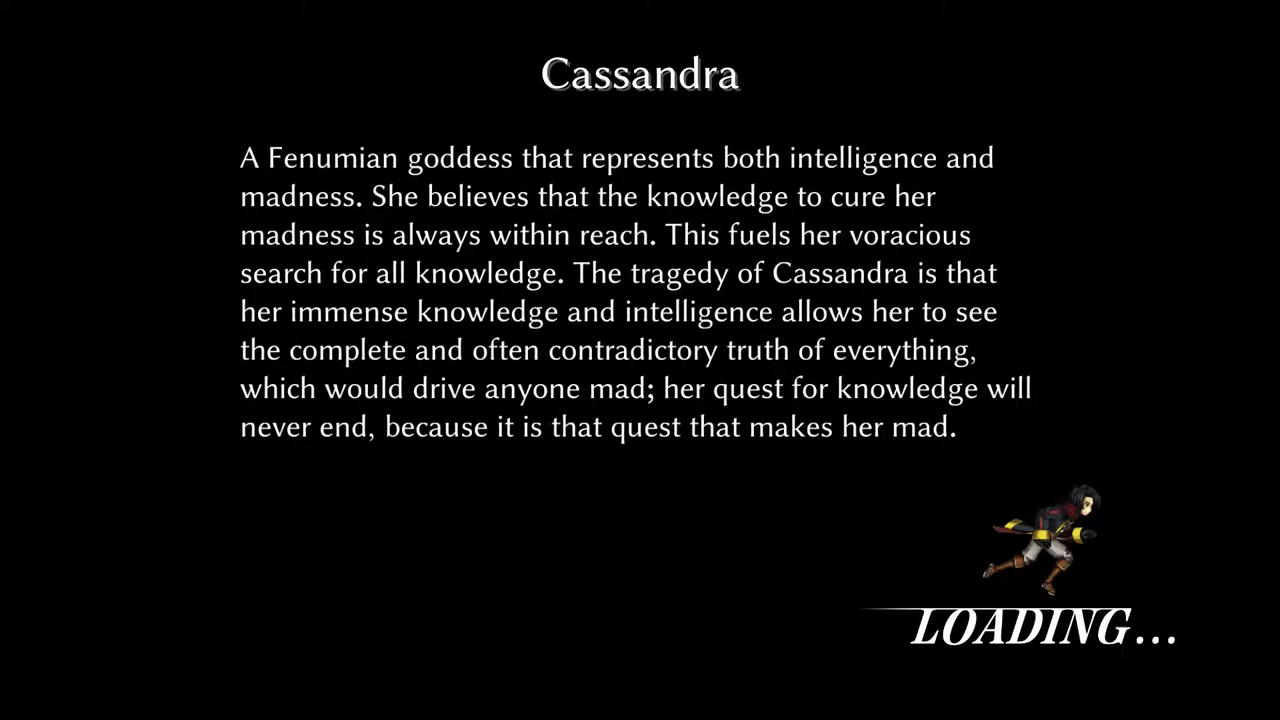 Cassandra
A Fenumian goddess that represents both intelligence and
madness. She believes that the knowledge to cure her
madness is always within reach. This fuels her voracious
search for all knowledge. The tragedy of Cassandra is that
her immense knowledge and intelligence allows her to see
the complete and often contradictory truth of everything,
which would drive anyone mad; her quest for knowledge will
never end, because it is that quest that makes her mad.
LOADING...